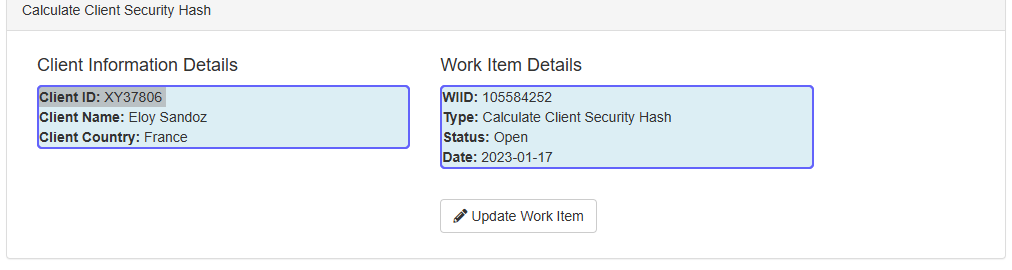 Calculate Client Security Hash
Client Information Details
Client ID: XY37806
Client Name: Eloy Sandoz
Client Country: France
Work Item Details
WIID: 105584252
Type: Calculate Client Security Hash
Status: Open
Date: 2023-01-17
Update Work Item